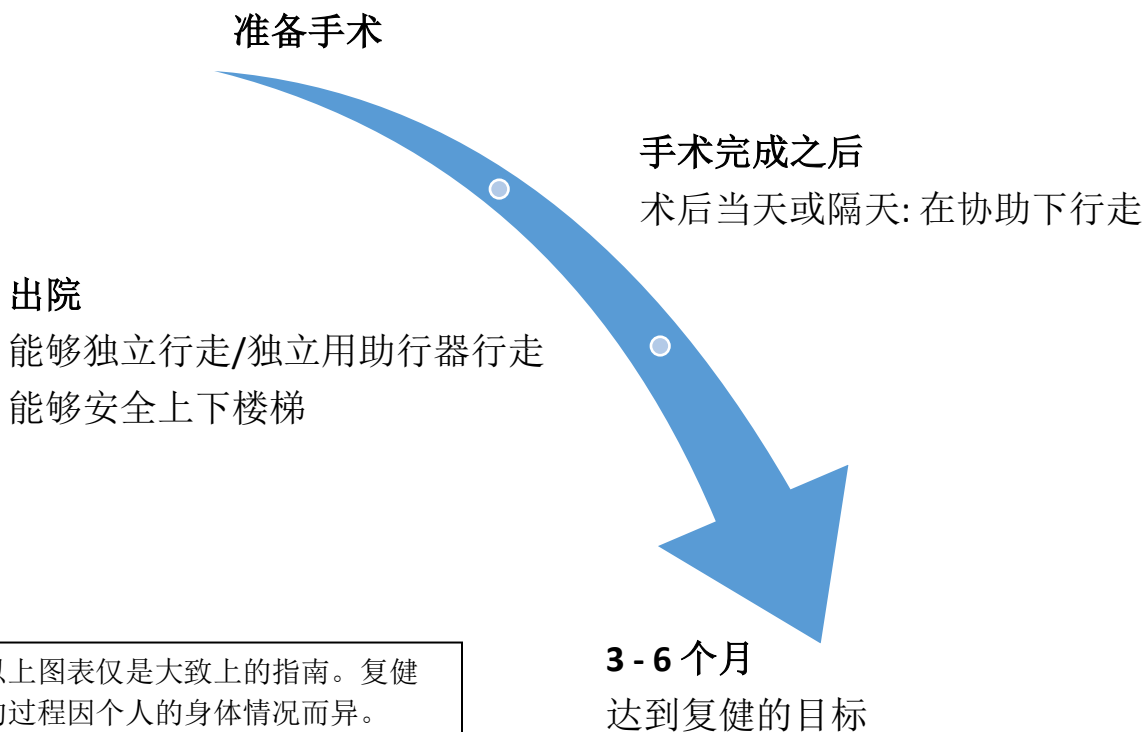 准备手术
手术完成之后
术后当天或隔天: 在协助下行走
出院
能够独立行走/独立用助行器行走
能够安全上下楼梯
3 - 6 个月
达到复健的目标
以上图表仅是大致上的指南。复健
的过程因个人的身体情况而异。